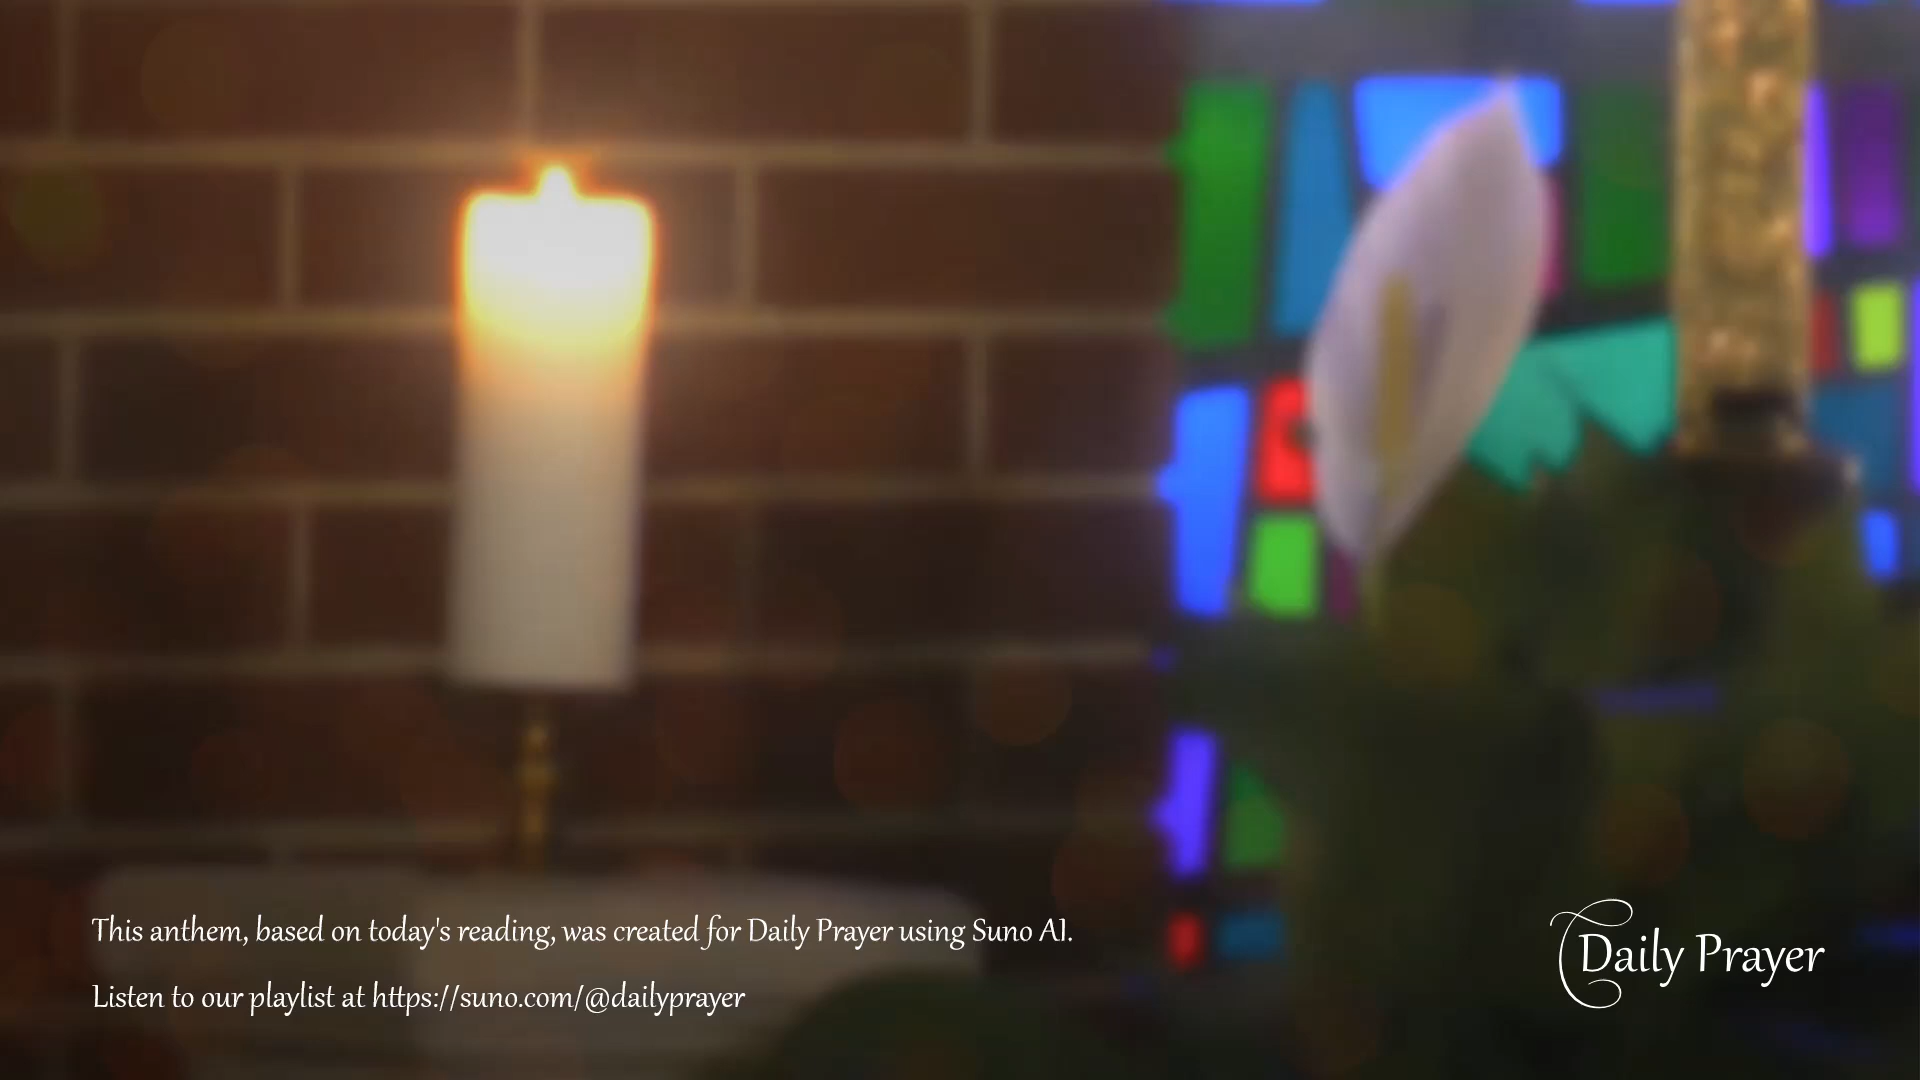 This anthem, based on today's reading, was created for Daily Prayer using Suno AI.
Listen to our playlist at https://suno.com/@dailyprayer
Daily Prayer